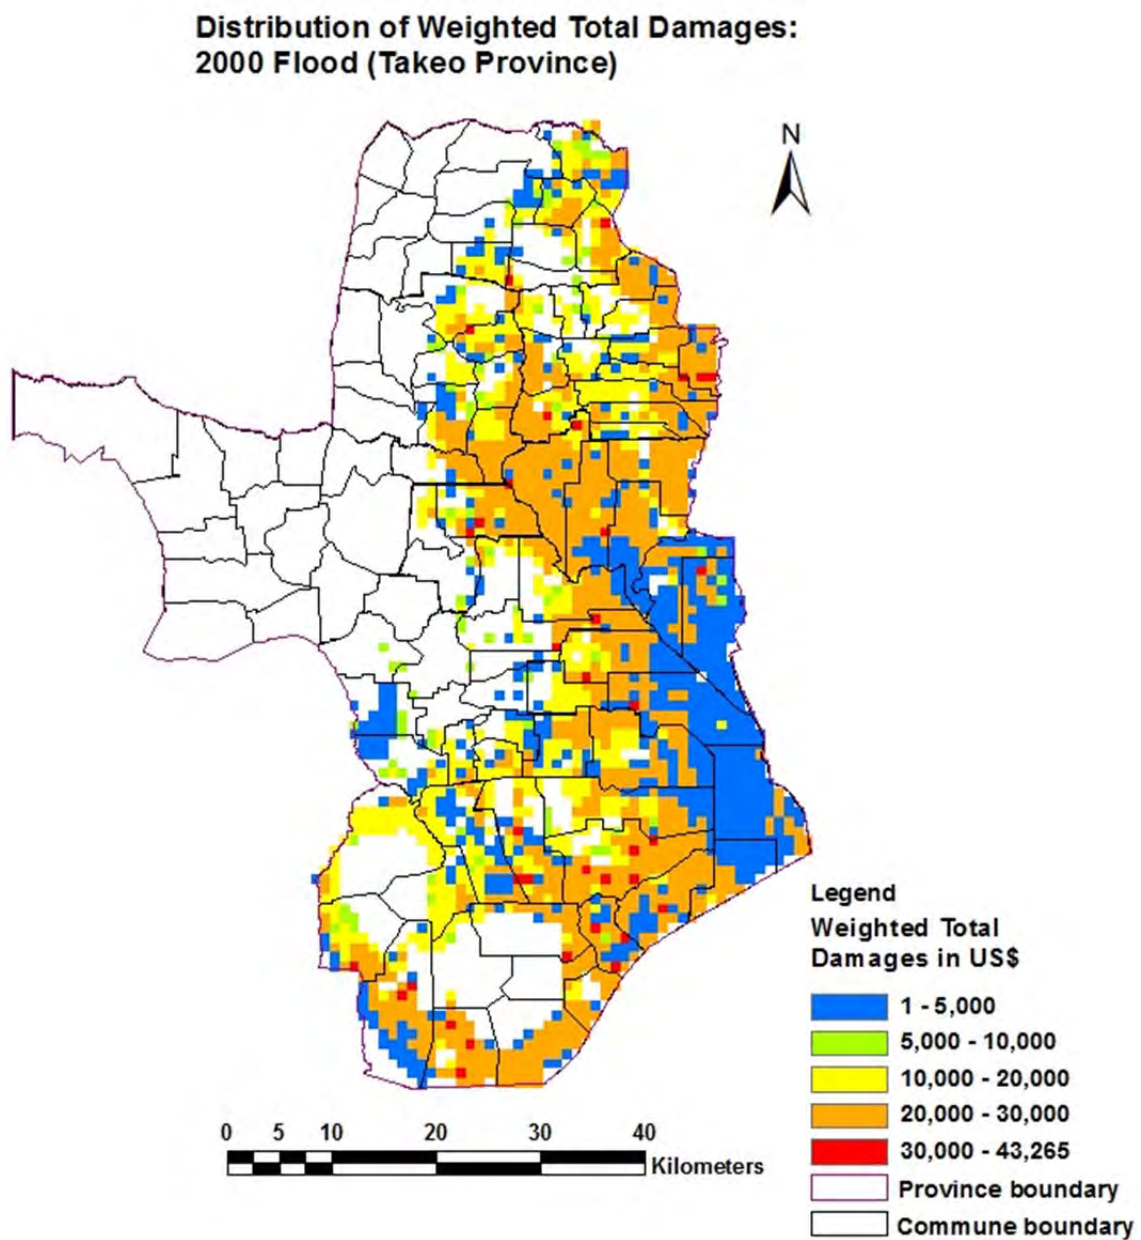 Distribution of Weighted Total Damages:
2000 Flood (Takeo Province)
N
Legend
Weighted Total
Damages in US$
1 - 5,000
5,000 - 10,000
10,000 - 20,000
20,000 - 30,000
30,000 - 43,265
Province boundary
Commune boundary
0 5 10 20 30 40
Kilometers